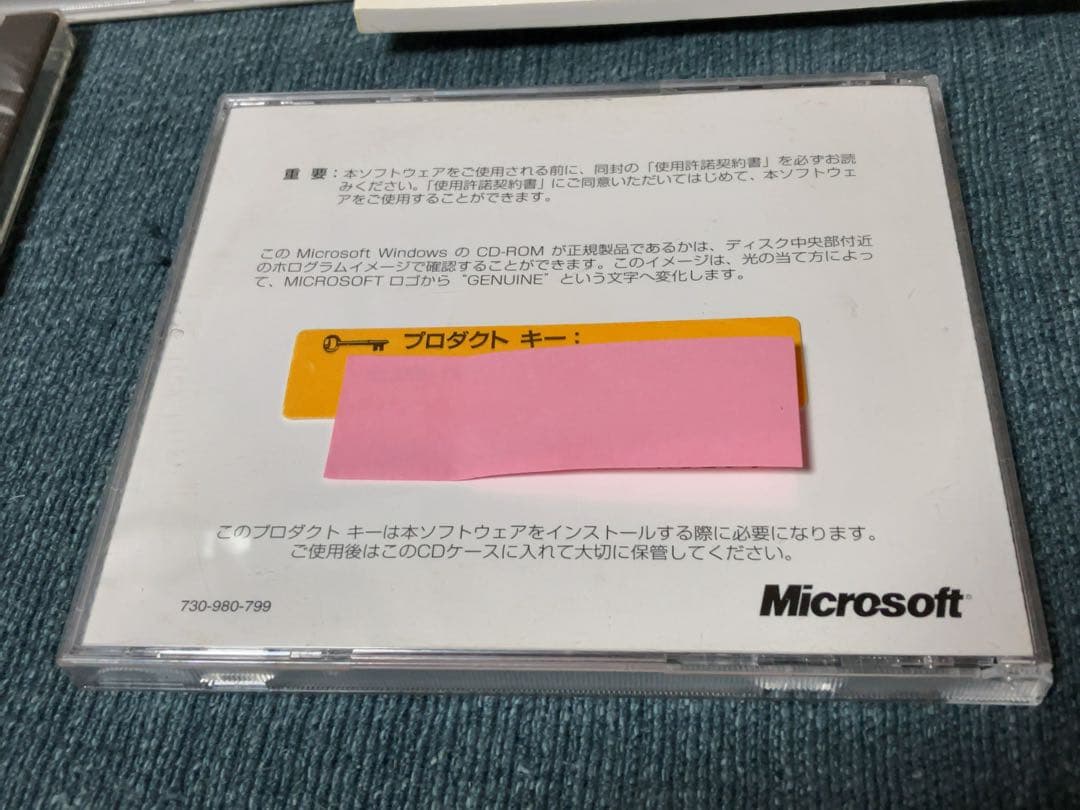 重 要：本ソフトウェアをご使用される前に、同封の「使用許諾契約書」を必ずお読
みください。「使用許諾契約書」にご同意いただいてはじめて、本ソフトウェ
アをご使用することができます。
この Microsoft Windows の CD-ROM が正規製品であるかは、ディスク中央部付近
のホログラムイメージで確認することができます。このイメージは、光の当て方によっ
て、MICROSOFT ロゴから "GENUINE" という文字へ変化します。
プロダクト キー：
このプロダクト キーは本ソフトウェアをインストールする際に必要になります。
ご使用後はこのCDケースに入れて大切に保管してください。
730-980-799
Microsoft®